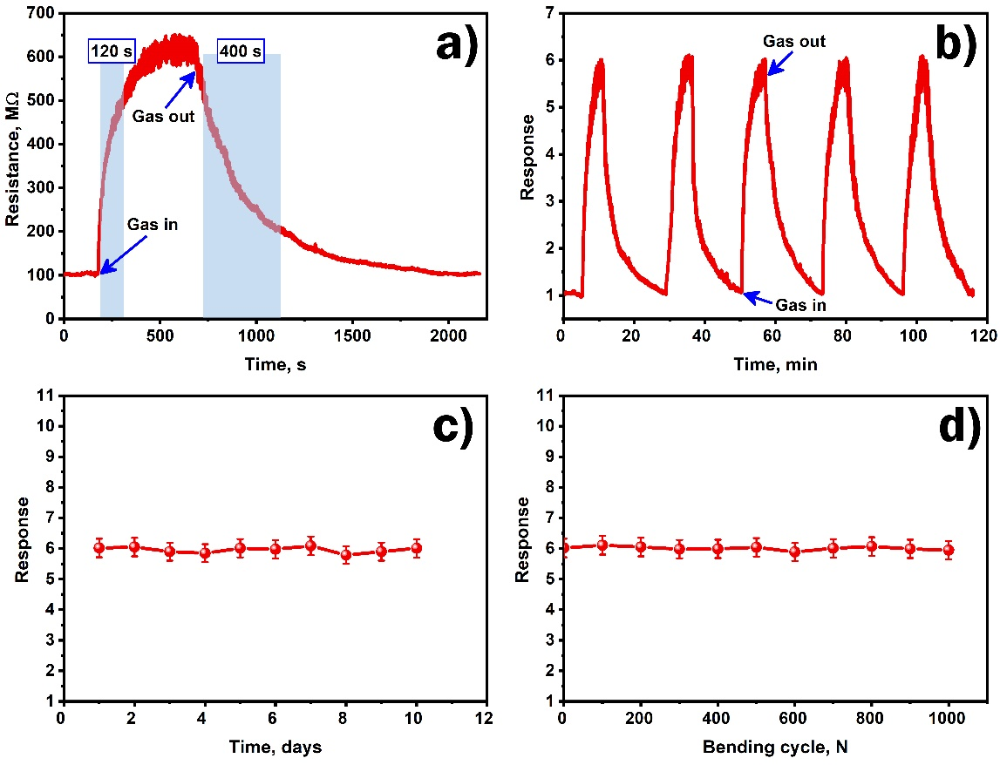 a)
700
600
500
400
300
200
100
0
Resistance, MΩ
120 s
400 s
Gas out
Gas in
0 500 1000 1500 2000
Time, s
b)
7
6
5
4
3
2
1
Response
Gas out
Gas in
0 20 40 60 80 100 120
Time, min
c)
11
10
9
8
7
6
5
4
3
2
1
Response
0 2 4 6 8 10 12
Time, days
d)
11
10
9
8
7
6
5
4
3
2
1
Response
0 200 400 600 800 1000
Bending cycle, N